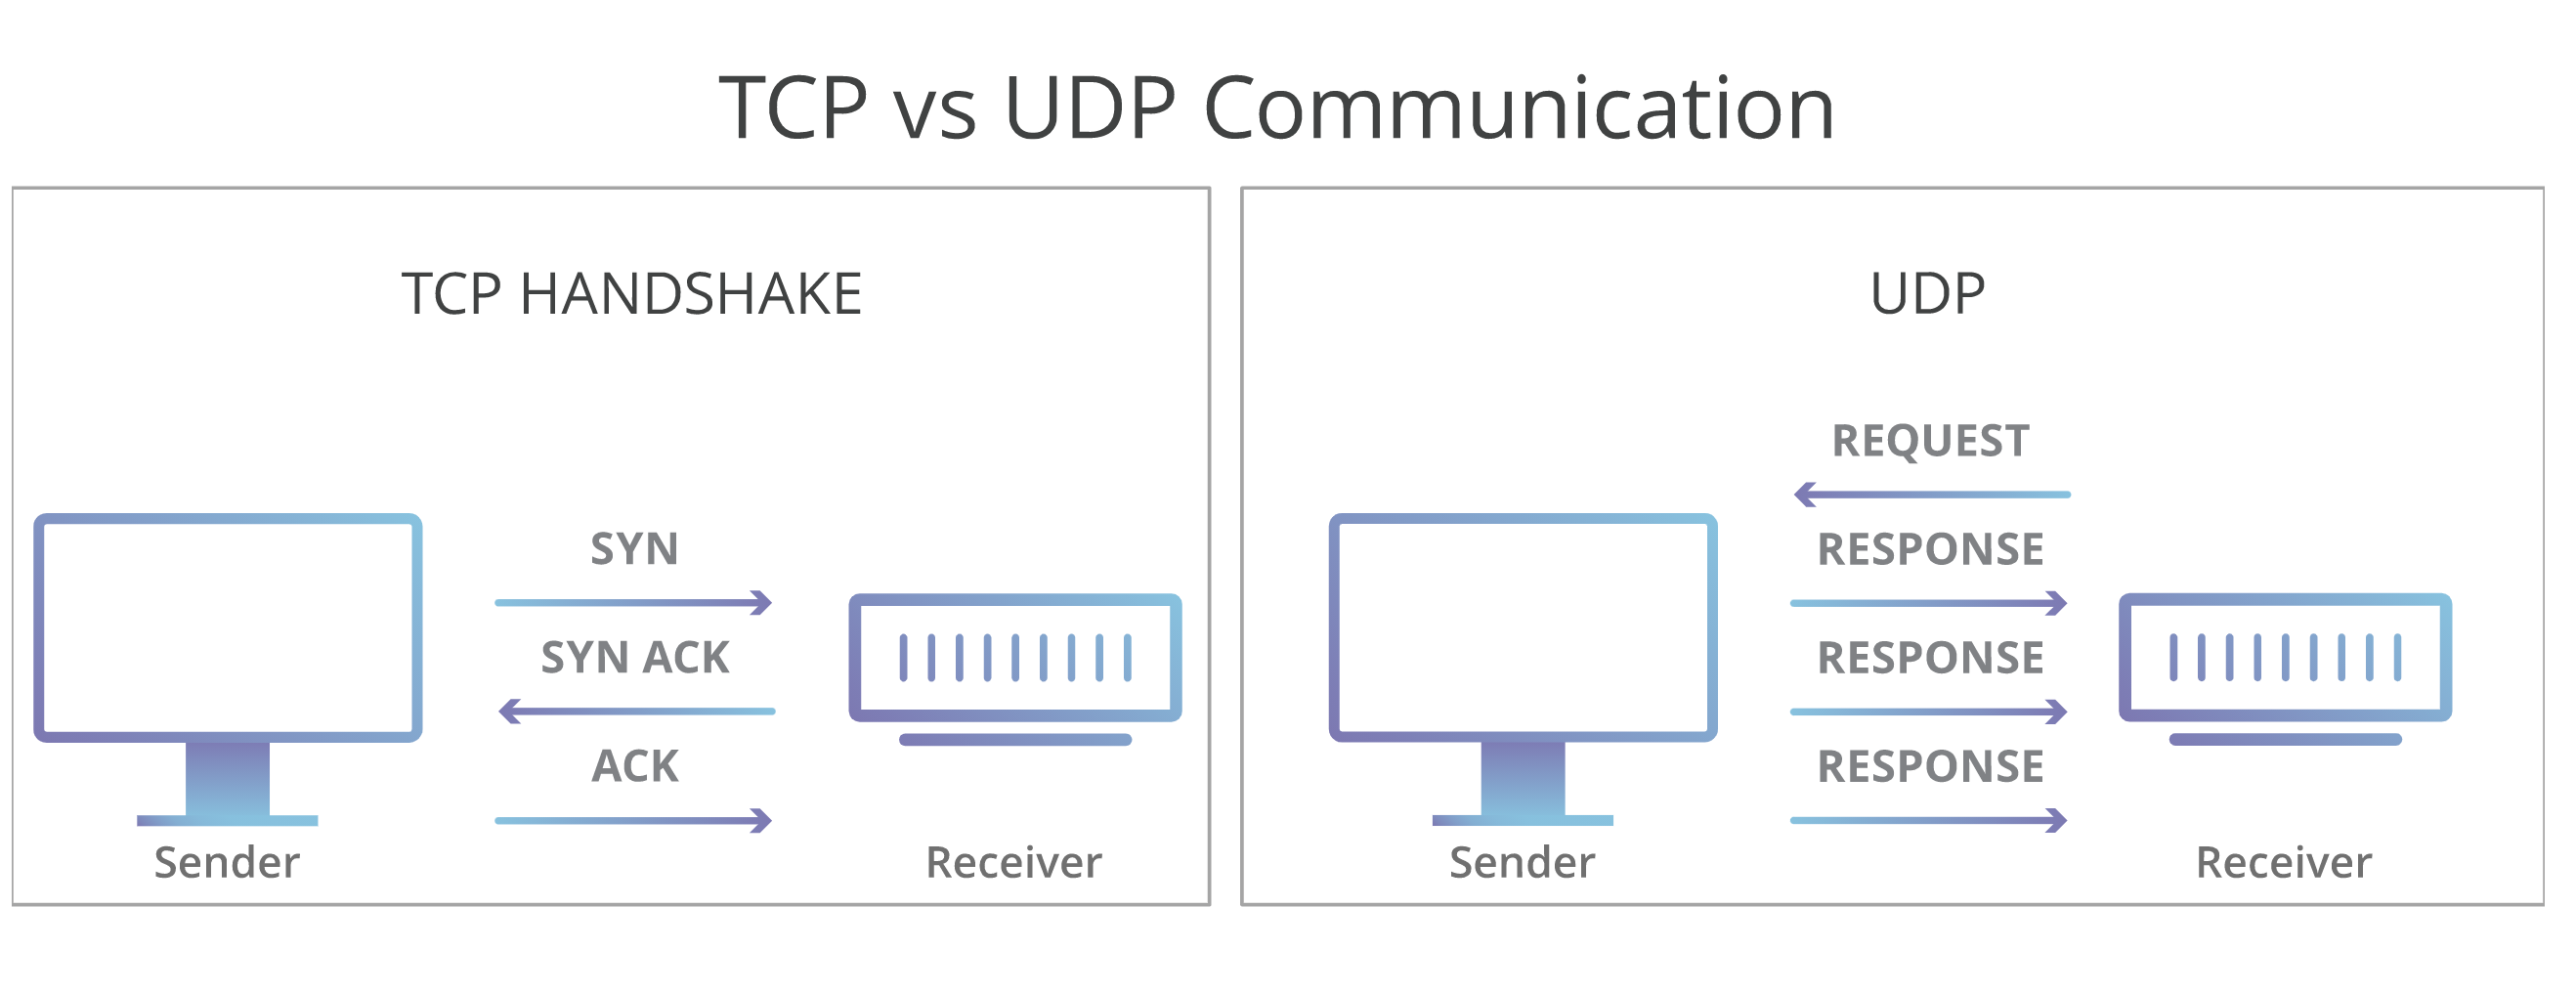 TCP vs UDP Communication
TCP HANDSHAKE
SYN
SYN ACK
ACK
Sender
Receiver
UDP
REQUEST
RESPONSE
RESPONSE
RESPONSE
Sender
Receiver